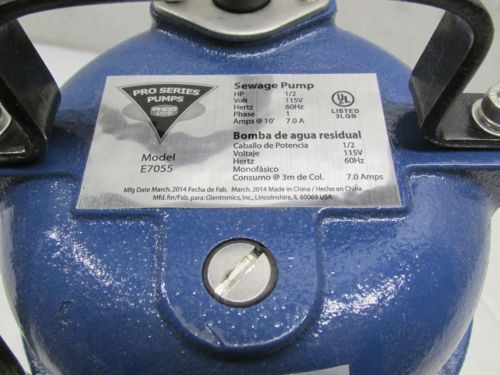 PRO SERIES
PUMPS
PHCC
Model
E7055
Sewage Pump
HP 1/2
Volt 115V
Hertz 60Hz
Phase 1
Amps @ 10' 7.0 A
UL
LISTED
3LGB
Bomba de agua residual
Caballo de Potencia 1/2
Voltaje 115V
Hertz 60Hz
Monofásico
Consumo @ 3m de Col. 7.0 Amps
Mfg Date March. 2014 Fecha de Fab. March. 2014 Made in China / Hecho en China
Mfd. for/Fab. para: Glentronics, Inc., Lincolnshire, IL 60069 USA